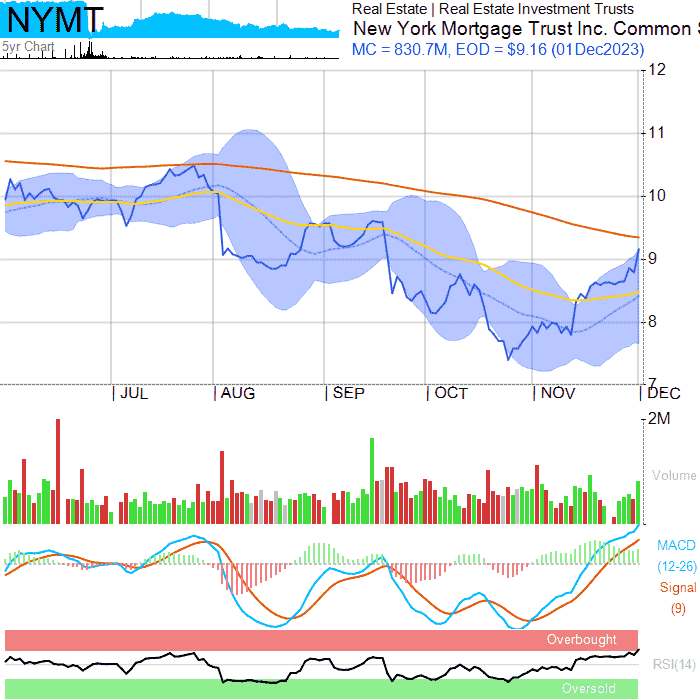 NYMT
5yr Chart
Real Estate | Real Estate Investment Trusts
New York Mortgage Trust Inc. Common S
MC = 830.7M, EOD = $9.16 (01Dec2023)
12
11
10
9
8
7
JUL AUG SEP OCT NOV DEC
2M
Volume
MACD
(12-26)
Signal
(9)
Overbought
RSI(14)
Oversold